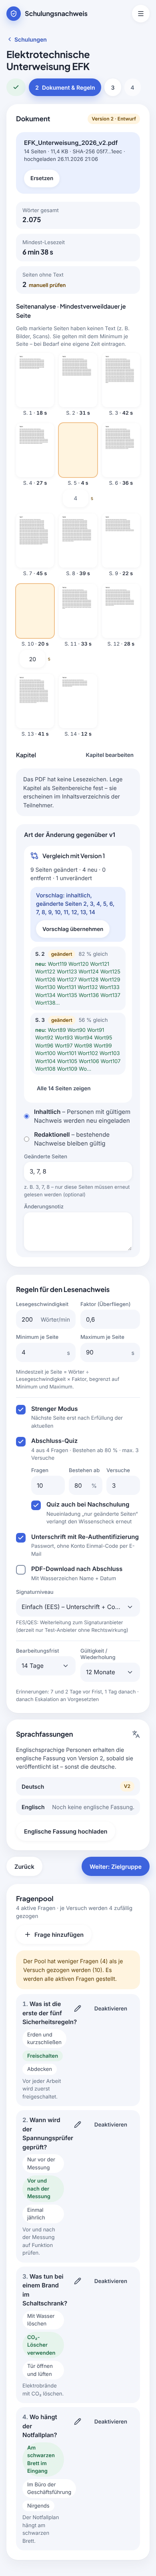 Schulungsnachweis
Schulungen
Elektrotechnische
Unterweisung EFK
2 Dokument & Regeln
3
4
Dokument
Version 2 · Entwurf
EFK_Unterweisung_2026_v2.pdf
14 Seiten · 11,4 KB · SHA-256 05f7…1eec ·
hochgeladen 28.11.2026 21:06
Ersetzen
Wörter gesamt
2.075
Mindest-Lesezeit
6 min 38 s
Seiten ohne Text
2 manuell prüfen
Seitenanalyse · Mindestverweildauer je
Seite
Gelb markierte Seiten haben keinen Text (z. B.
Bilder, Scans). Sie gelten mit dem Minimum je
Seite – bei Bedarf hier eigene Zeit eintragen.
S. 1 · 18 s
S. 2 · 31 s
S. 3 · 42 s
S. 4 · 27 s
S. 5 · 4 s
S. 6 · 36 s
4 s
S. 7 · 45 s
S. 8 · 39 s
S. 9 · 22 s
S. 10 · 20 s
S. 11 · 33 s
S. 12 · 28 s
20 s
S. 13 · 41 s
S. 14 · 12 s
Kapitel
Kapitel bearbeiten
Das PDF hat keine Lesezeichen. Lege
Kapitel als Seitenbereiche fest – sie
erscheinen im Inhaltsverzeichnis der
Teilnehmer.
Art der Änderung gegenüber v1
Vergleich mit Version 1
9 Seiten geändert · 4 neu · 0
entfernt · 1 unverändert
Vorschlag: inhaltlich,
geänderte Seiten 2, 3, 4, 5, 6,
7, 8, 9, 10, 11, 12, 13, 14
Vorschlag übernehmen
S. 2 geändert 82 % gleich
neu: Wort119 Wort120 Wort121
Wort122 Wort123 Wort124 Wort125
Wort126 Wort127 Wort128 Wort129
Wort130 Wort131 Wort132 Wort133
Wort134 Wort135 Wort136 Wort137
Wort138…
S. 3 geändert 56 % gleich
neu: Wort89 Wort90 Wort91
Wort92 Wort93 Wort94 Wort95
Wort96 Wort97 Wort98 Wort99
Wort100 Wort101 Wort102 Wort103
Wort104 Wort105 Wort106 Wort107
Wort108 Wort109 Wo…
Alle 14 Seiten zeigen
Inhaltlich – Personen mit gültigem
Nachweis werden neu eingeladen
Redaktionell – bestehende
Nachweise bleiben gültig
Geänderte Seiten
3, 7, 8
z. B. 3, 7, 8 – nur diese Seiten müssen erneut
gelesen werden (optional)
Änderungsnotiz
Regeln für den Lesenachweis
Lesegeschwindigkeit
Faktor (Überfliegen)
200 Wörter/min
0,6
Minimum je Seite
Maximum je Seite
4 s
90 s
Mindestzeit je Seite = Wörter ÷
Lesegeschwindigkeit × Faktor, begrenzt auf
Minimum und Maximum.
Strenger Modus
Nächste Seite erst nach Erfüllung der
aktuellen
Abschluss-Quiz
4 aus 4 Fragen · Bestehen ab 80 % · max. 3
Versuche
Fragen
Bestehen ab
Versuche
10
80 %
3
Quiz auch bei Nachschulung
Neueinladung „nur geänderte Seiten"
verlangt den Wissenscheck erneut
Unterschrift mit Re-Authentifizierung
Passwort, ohne Konto Einmal-Code per E-
Mail
PDF-Download nach Abschluss
Mit Wasserzeichen Name + Datum
Signaturniveau
Einfach (EES) – Unterschrift + Co…
FES/QES: Weiterleitung zum Signaturanbieter
(derzeit nur Test-Anbieter ohne Rechtswirkung)
Bearbeitungsfrist
Gültigkeit /
Wiederholung
14 Tage
12 Monate
Erinnerungen: 7 und 2 Tage vor Frist, 1 Tag danach ·
danach Eskalation an Vorgesetzten
Sprachfassungen
Englischsprachige Personen erhalten die
englische Fassung von Version 2, sobald sie
veröffentlicht ist – sonst die deutsche.
Deutsch
V2
Englisch Noch keine englische Fassung.
Englische Fassung hochladen
Zurück
Weiter: Zielgruppe
Fragenpool
4 aktive Fragen · je Versuch werden 4 zufällig
gezogen
Frage hinzufügen
Der Pool hat weniger Fragen (4) als je
Versuch gezogen werden (10). Es
werden alle aktiven Fragen gestellt.
1. Was ist die
erste der fünf
Sicherheitsregeln?
Deaktivieren
Erden und
kurzschließen
Freischalten
Abdecken
Vor jeder Arbeit
wird zuerst
freigeschaltet.
2. Wann wird
der
Spannungsprüfer
geprüft?
Deaktivieren
Nur vor der
Messung
Vor und
nach der
Messung
Einmal
jährlich
Vor und nach
der Messung
auf Funktion
prüfen.
3. Was tun bei
einem Brand
im
Schaltschrank?
Deaktivieren
Mit Wasser
löschen
CO₂-
Löscher
verwenden
Tür öffnen
und lüften
Elektrobrände
mit CO₂ löschen.
4. Wo hängt
der
Notfallplan?
Deaktivieren
Am
schwarzen
Brett im
Eingang
Im Büro der
Geschäftsführung
Nirgends
Der Notfallplan
hängt am
schwarzen
Brett.